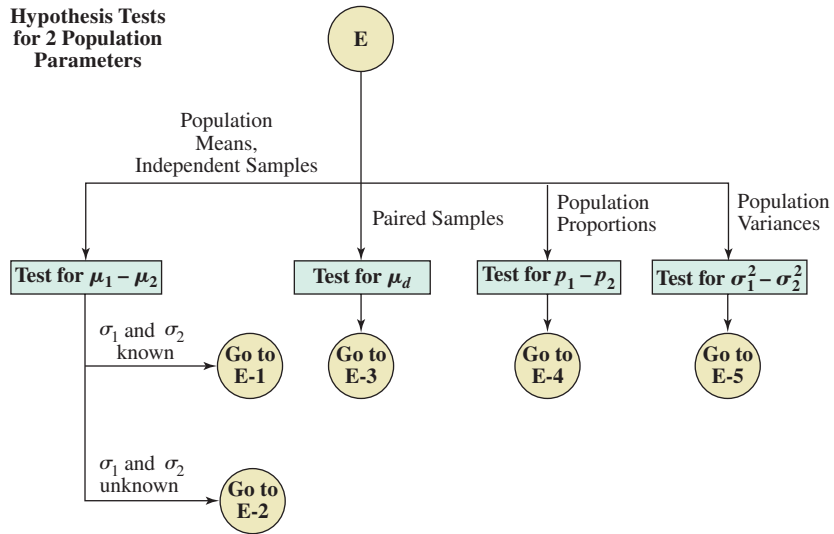 Hypothesis Tests
for 2 Population
Parameters
E
Population
Means,
Independent Samples
Paired Samples
Population
Proportions
Population
Variances
Test for μ₁ – μ₂
Test for μ_d
Test for p₁ – p₂
Test for σ₁² – σ₂²
σ₁ and σ₂
known
Go to
E-1
Go to
E-3
Go to
E-4
Go to
E-5
σ₁ and σ₂
unknown
Go to
E-2